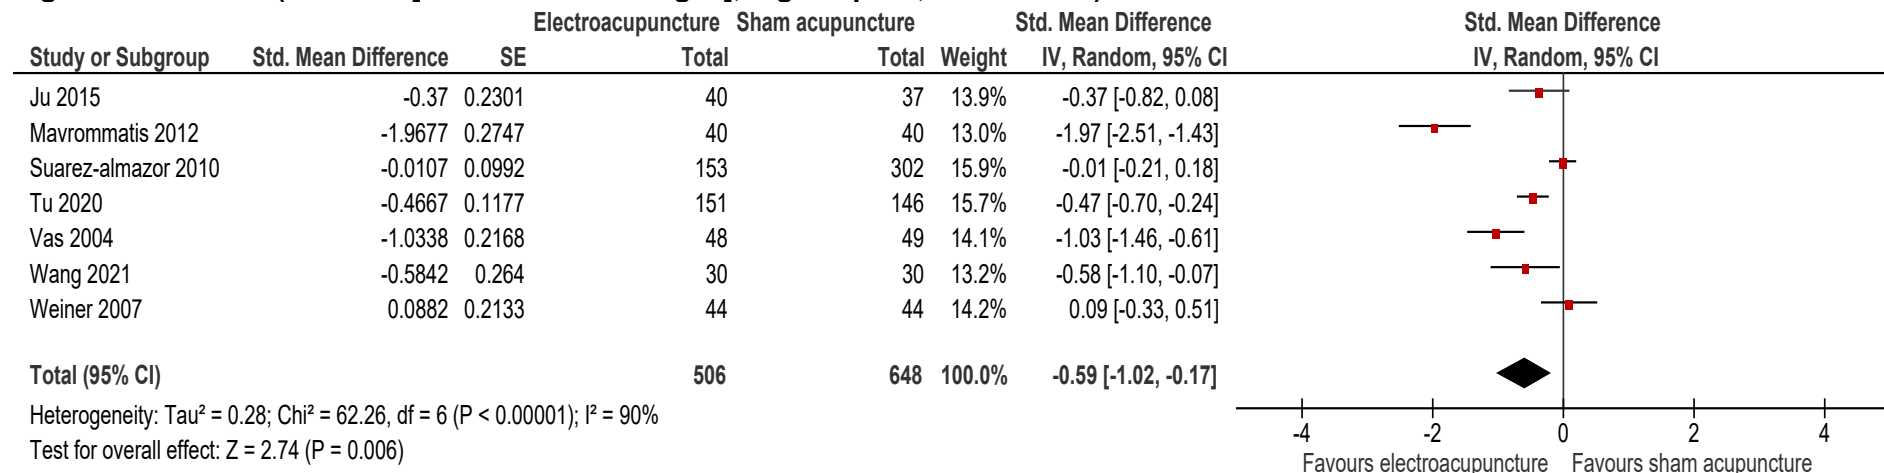 Electroacupuncture Sham acupuncture Std. Mean Difference Std. Mean Difference
Study or Subgroup Std. Mean Difference SE Total Total Weight IV, Random, 95% CI IV, Random, 95% CI
Ju 2015 -0.37 0.2301 40 37 13.9% -0.37 [-0.82, 0.08]
Mavrommatis 2012 -1.9677 0.2747 40 40 13.0% -1.97 [-2.51, -1.43]
Suarez-almazor 2010 -0.0107 0.0992 153 302 15.9% -0.01 [-0.21, 0.18]
Tu 2020 -0.4667 0.1177 151 146 15.7% -0.47 [-0.70, -0.24]
Vas 2004 -1.0338 0.2168 48 49 14.1% -1.03 [-1.46, -0.61]
Wang 2021 -0.5842 0.264 30 30 13.2% -0.58 [-1.10, -0.07]
Weiner 2007 0.0882 0.2133 44 44 14.2% 0.09 [-0.33, 0.51]
Total (95% CI) 506 648 100.0% -0.59 [-1.02, -0.17]
Heterogeneity: Tau² = 0.28; Chi² = 62.26, df = 6 (P < 0.00001); I² = 90%
Test for overall effect: Z = 2.74 (P = 0.006)
-4 -2 0 2 4
Favours electroacupuncture Favours sham acupuncture